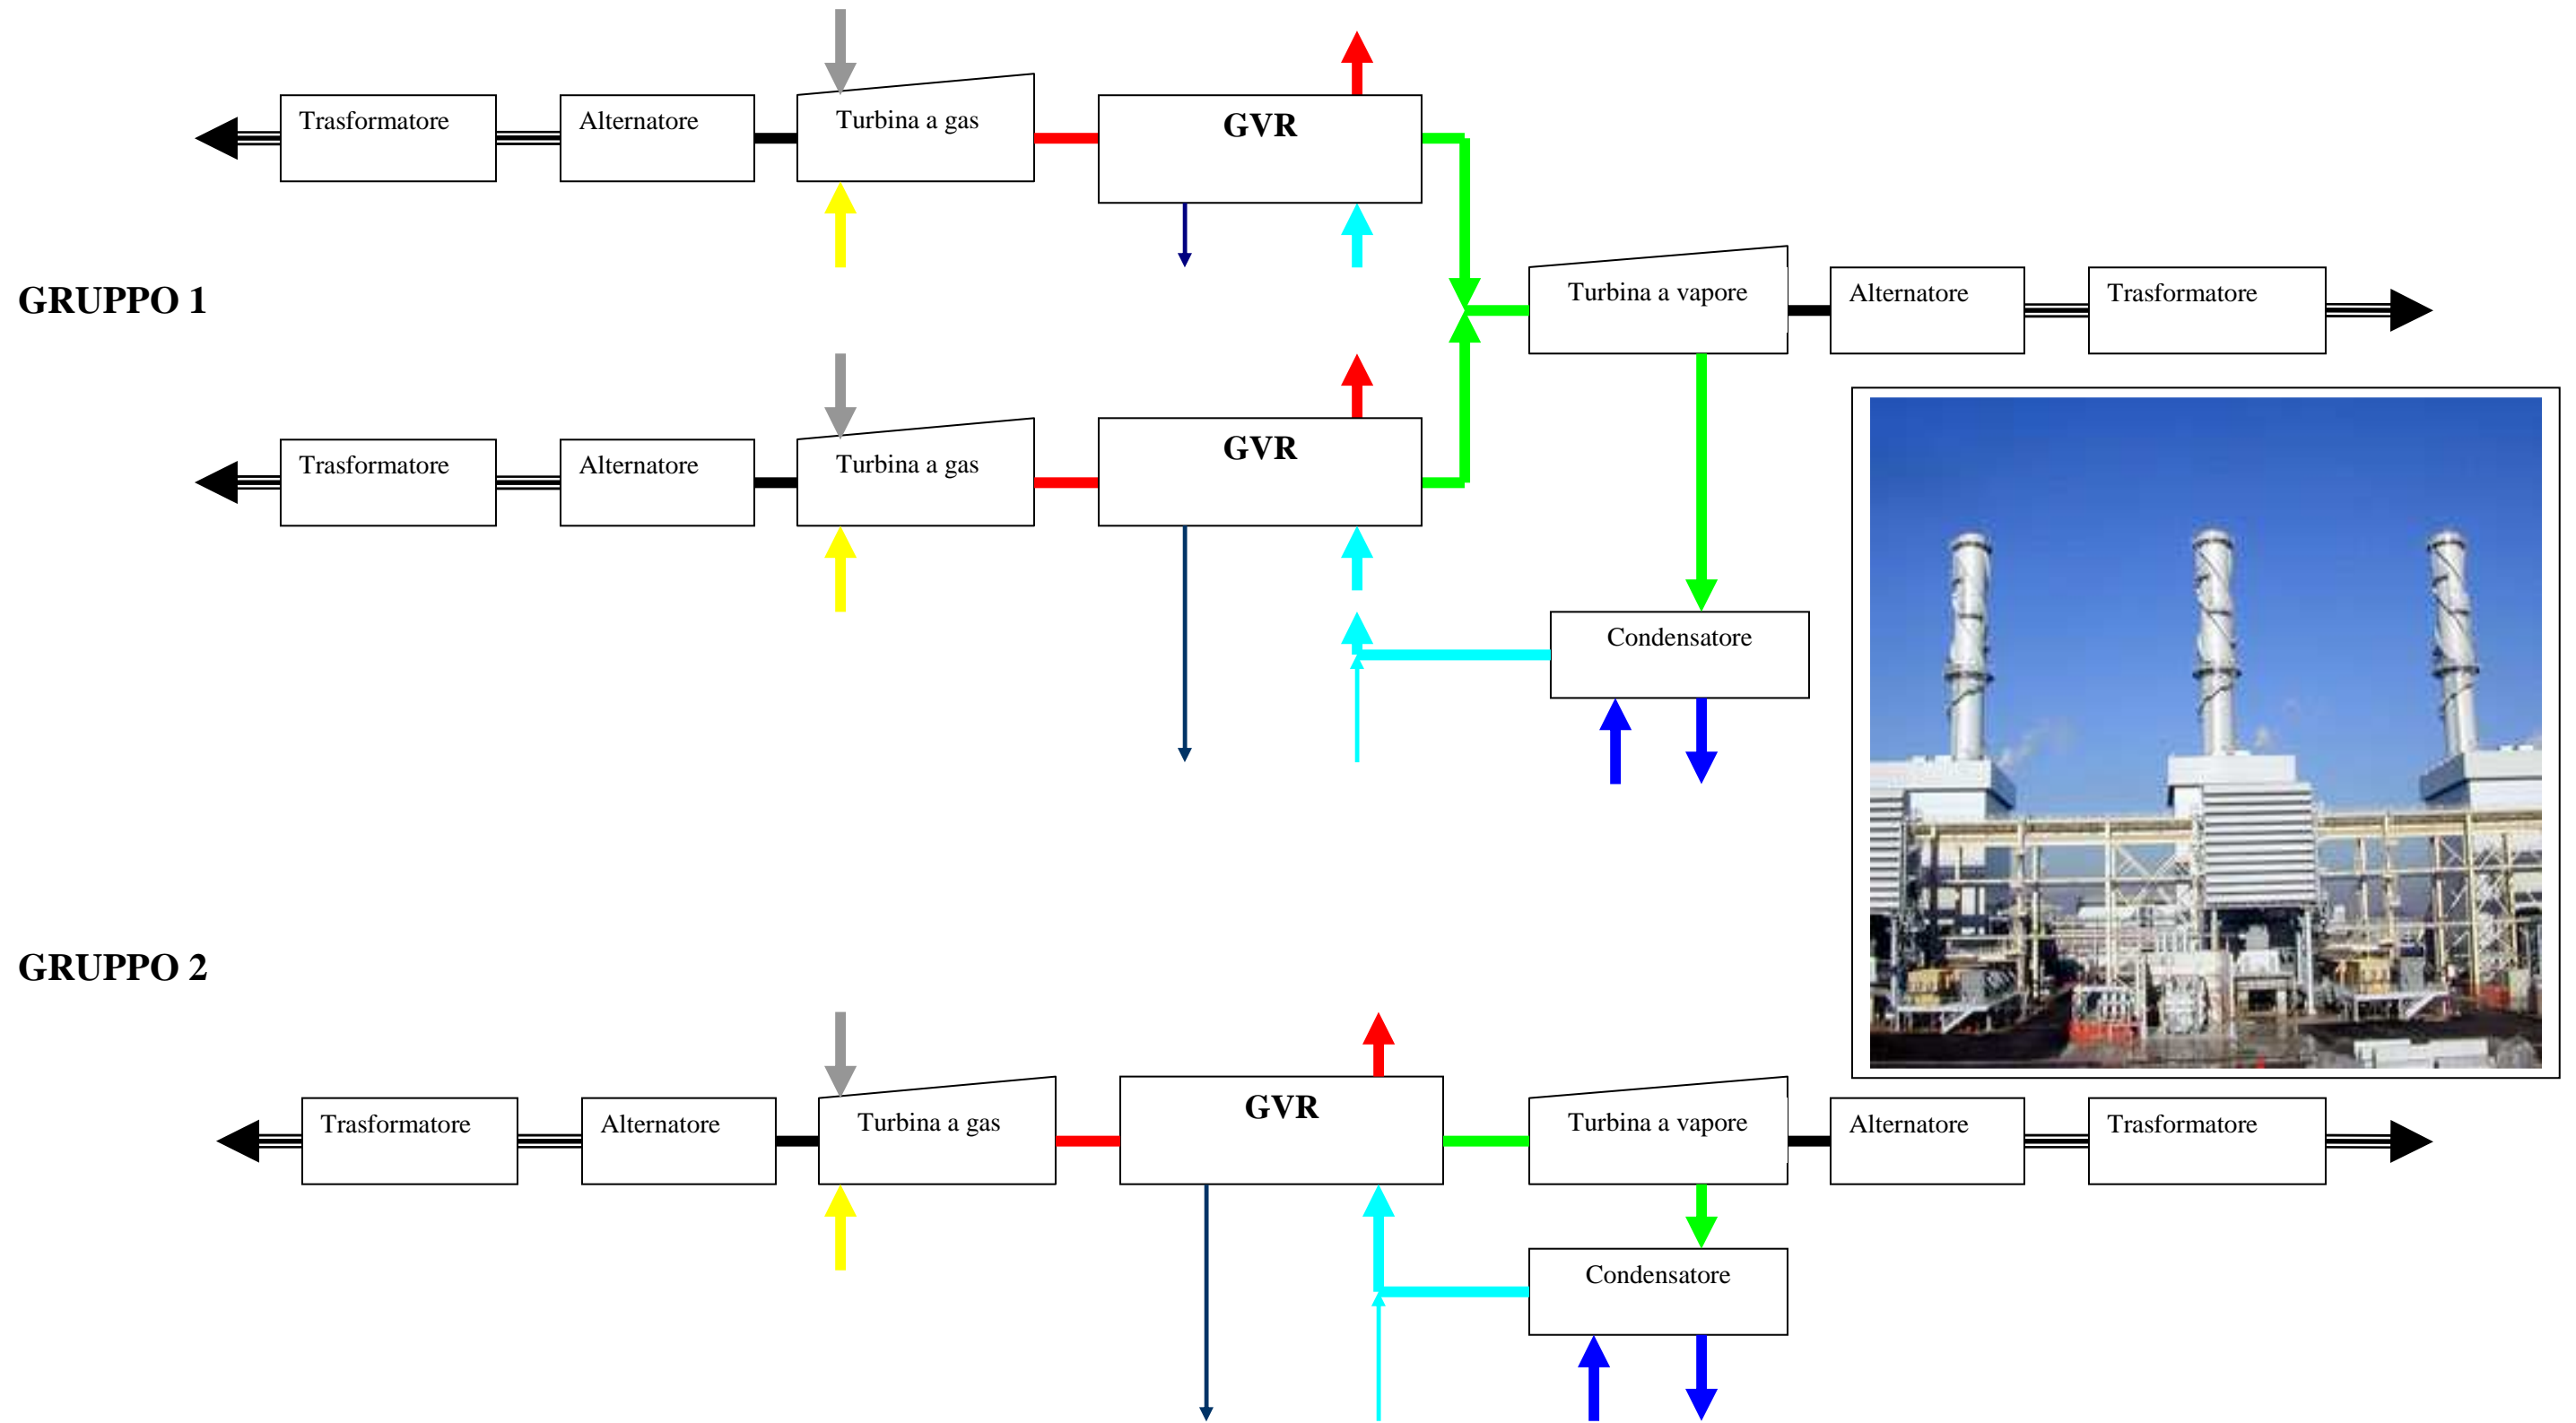 Trasformatore
Alternatore
Turbina a gas
GVR
GRUPPO 1
Turbina a vapore
Alternatore
Trasformatore
Trasformatore
Alternatore
Turbina a gas
GVR
Condensatore
GRUPPO 2
Trasformatore
Alternatore
Turbina a gas
GVR
Turbina a vapore
Alternatore
Trasformatore
Condensatore